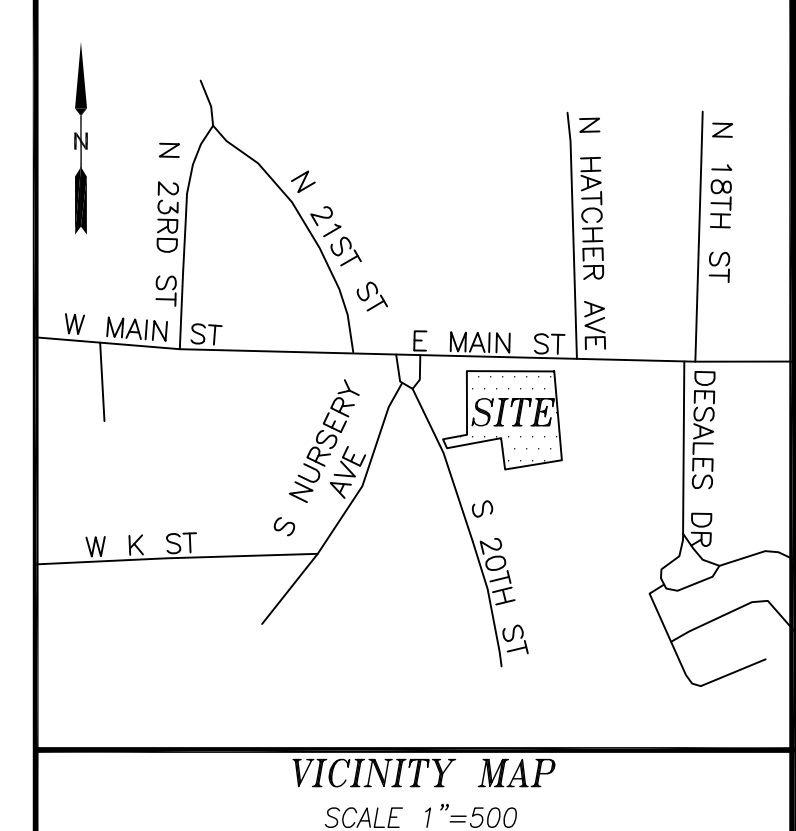 N
N 23RD ST
N 21ST ST
N HATCHER AVE
N 18TH ST
W MAIN ST
E MAIN ST
SITE
S NURSERY
AVE
DESALES DR
W K ST
S 20TH ST
VICINITY MAP
SCALE 1"=500